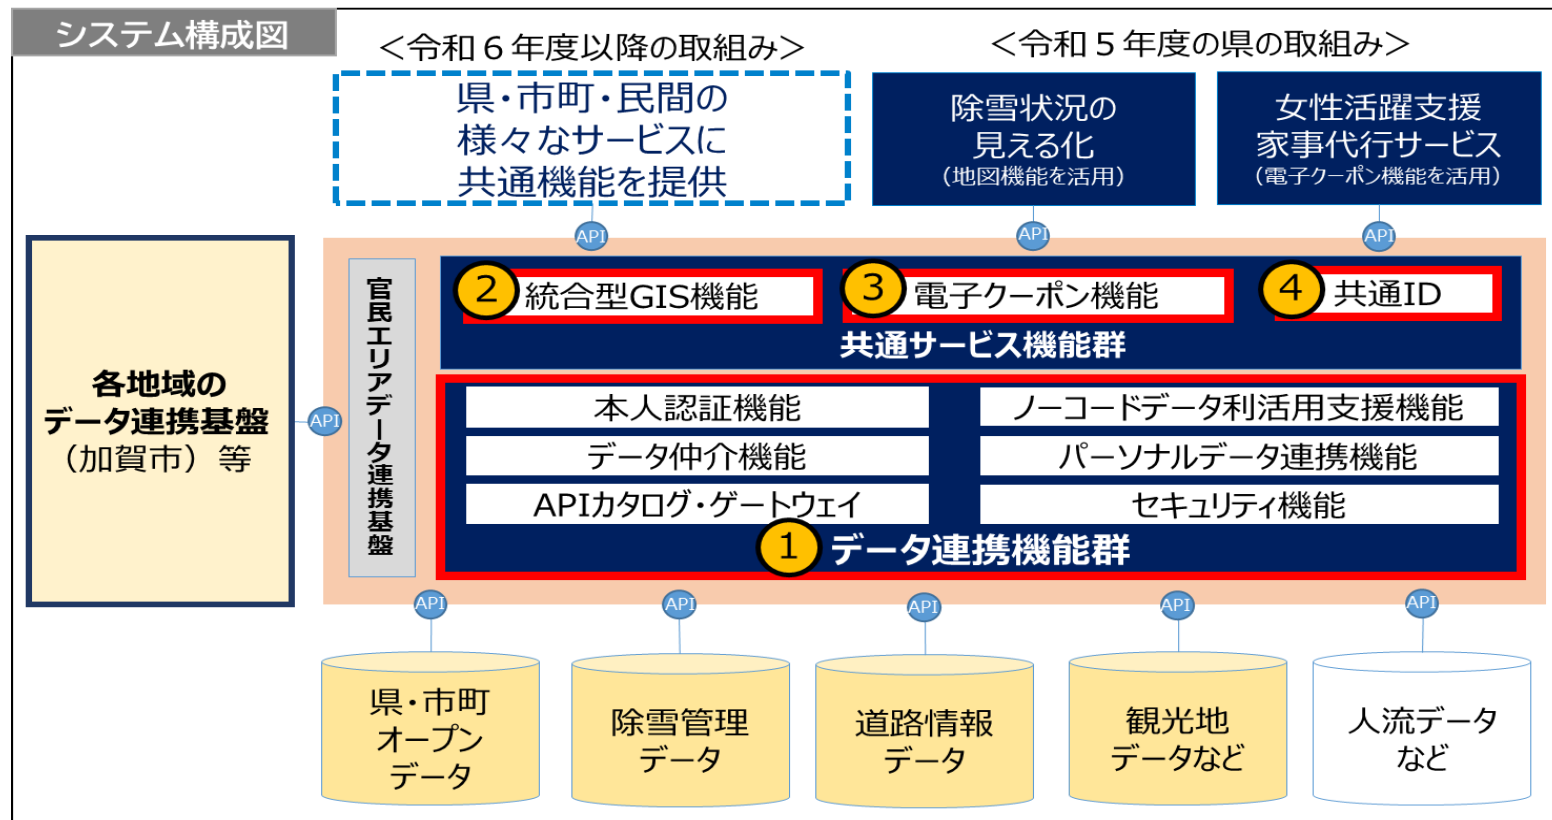 システム構成図
＜令和６年度以降の取組み＞
＜令和５年度の県の取組み＞
県・市町・民間の
様々なサービスに
共通機能を提供
除雪状況の
見える化
（地図機能を活用）
女性活躍支援
家事代行サービス
（電子クーポン機能を活用）
API
API
API
各地域の
データ連携基盤
（加賀市）等
API
官民エリアデータ連携基盤
② 統合型GIS機能
③ 電子クーポン機能
④ 共通ID
共通サービス機能群
本人認証機能
ノーコードデータ利活用支援機能
データ仲介機能
パーソナルデータ連携機能
APIカタログ・ゲートウェイ
セキュリティ機能
① データ連携機能群
API
API
API
API
API
県・市町
オープン
データ
除雪管理
データ
道路情報
データ
観光地
データなど
人流データ
など